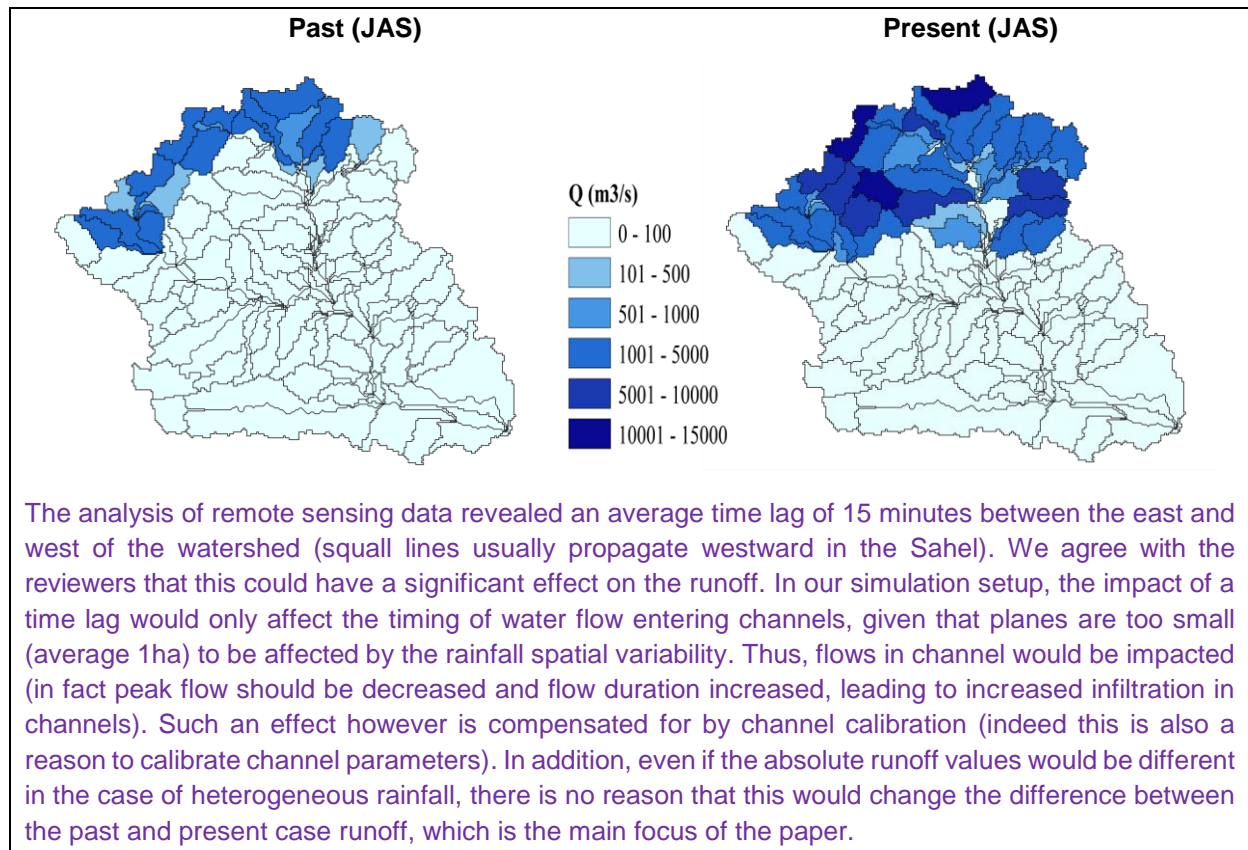 Past (JAS)
Present (JAS)
Q (m3/s)
0 - 100
101 - 500
501 - 1000
1001 - 5000
5001 - 10000
10001 - 15000
The analysis of remote sensing data revealed an average time lag of 15 minutes between the east and
west of the watershed (squall lines usually propagate westward in the Sahel). We agree with the
reviewers that this could have a significant effect on the runoff. In our simulation setup, the impact of a
time lag would only affect the timing of water flow entering channels, given that planes are too small
(average 1ha) to be affected by the rainfall spatial variability. Thus, flows in channel would be impacted
(in fact peak flow should be decreased and flow duration increased, leading to increased infiltration in
channels). Such an effect however is compensated for by channel calibration (indeed this is also a
reason to calibrate channel parameters). In addition, even if the absolute runoff values would be different
in the case of heterogeneous rainfall, there is no reason that this would change the difference between
the past and present case runoff, which is the main focus of the paper.